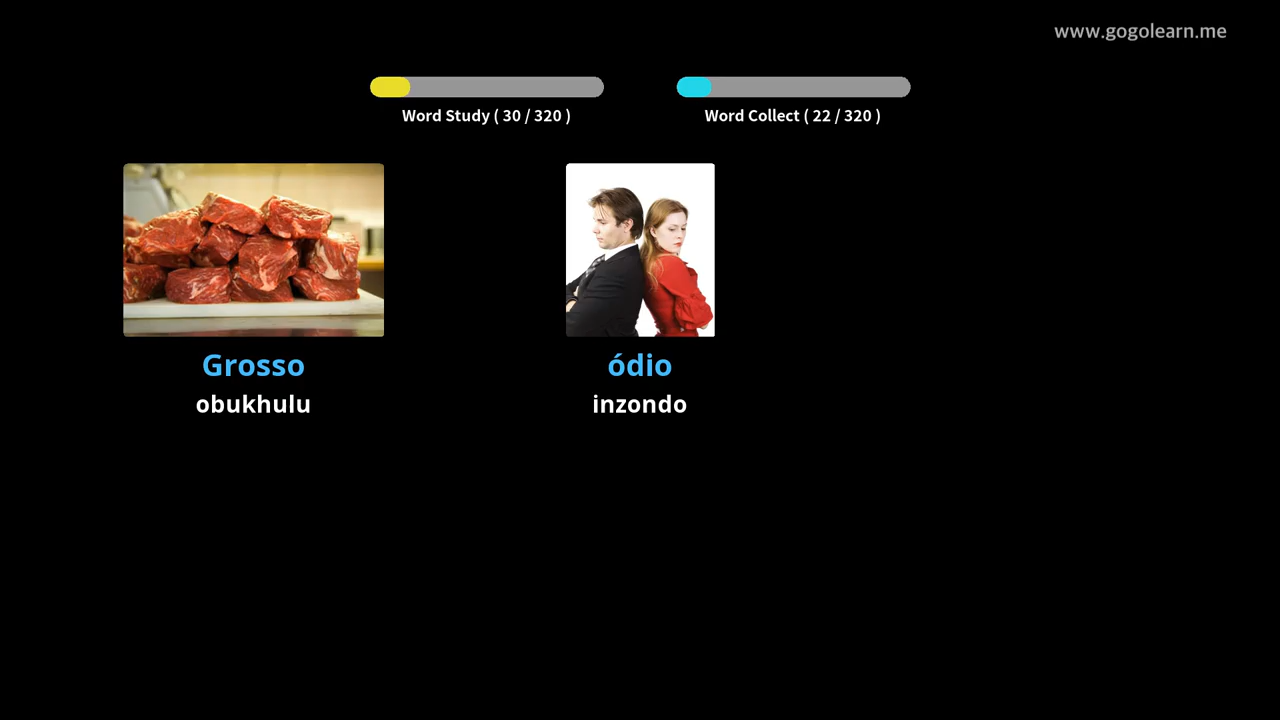 www.gogolearn.me
Word Study ( 30 / 320 )
Word Collect ( 22 / 320 )
Grosso
obukhulu
ódio
inzondo